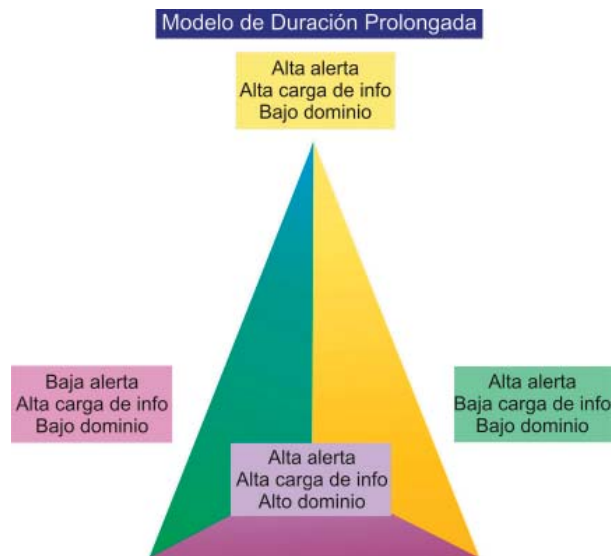 Modelo de Duración Prolongada
Alta alerta
Alta carga de info
Bajo dominio
Baja alerta
Alta carga de info
Bajo dominio
Alta alerta
Baja carga de info
Bajo dominio
Alta alerta
Alta carga de info
Alto dominio